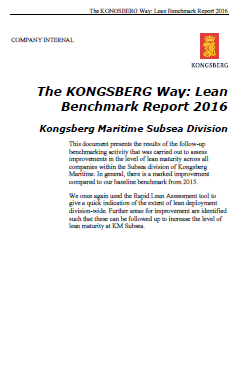 The KONGSBERG Way: Lean Benchmark Report 2016
COMPANY INTERNAL
KONGSBERG
The KONGSBERG Way: Lean
Benchmark Report 2016
Kongsberg Maritime Subsea Division
This document presents the results of the follow-up
benchmarking activity that was carried out to assess
improvements in the level of lean maturity across all
companies within the Subsea division of Kongsberg
Maritime. In general, there is a marked improvement
compared to our baseline benchmark from 2015.
We once again used the Rapid Lean Assessment tool to
give a quick indication of the extent of lean deployment
division-wide. Further areas for improvement are identified
such that these can be followed up to increase the level of
lean maturity at KM Subsea.